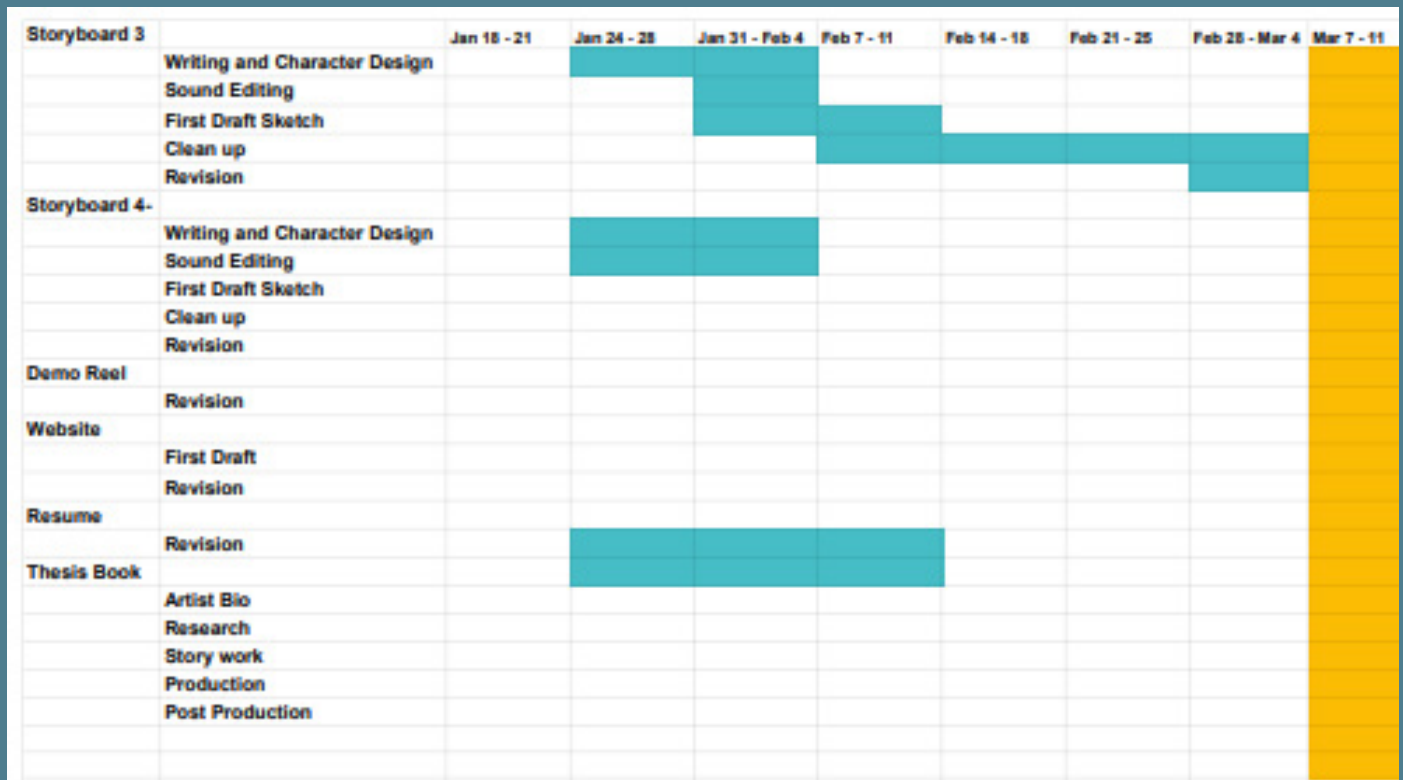 Storyboard 3 Jan 18 - 21 Jan 24 - 28 Jan 31 - Feb 4 Feb 7 - 11 Feb 14 - 18 Feb 21 - 25 Feb 28 - Mar 4 Mar 7 - 11
Writing and Character Design
Sound Editing
First Draft Sketch
Clean up
Revision
Storyboard 4-
Writing and Character Design
Sound Editing
First Draft Sketch
Clean up
Revision
Demo Reel
Revision
Website
First Draft
Revision
Resume
Revision
Thesis Book
Artist Bio
Research
Story work
Production
Post Production